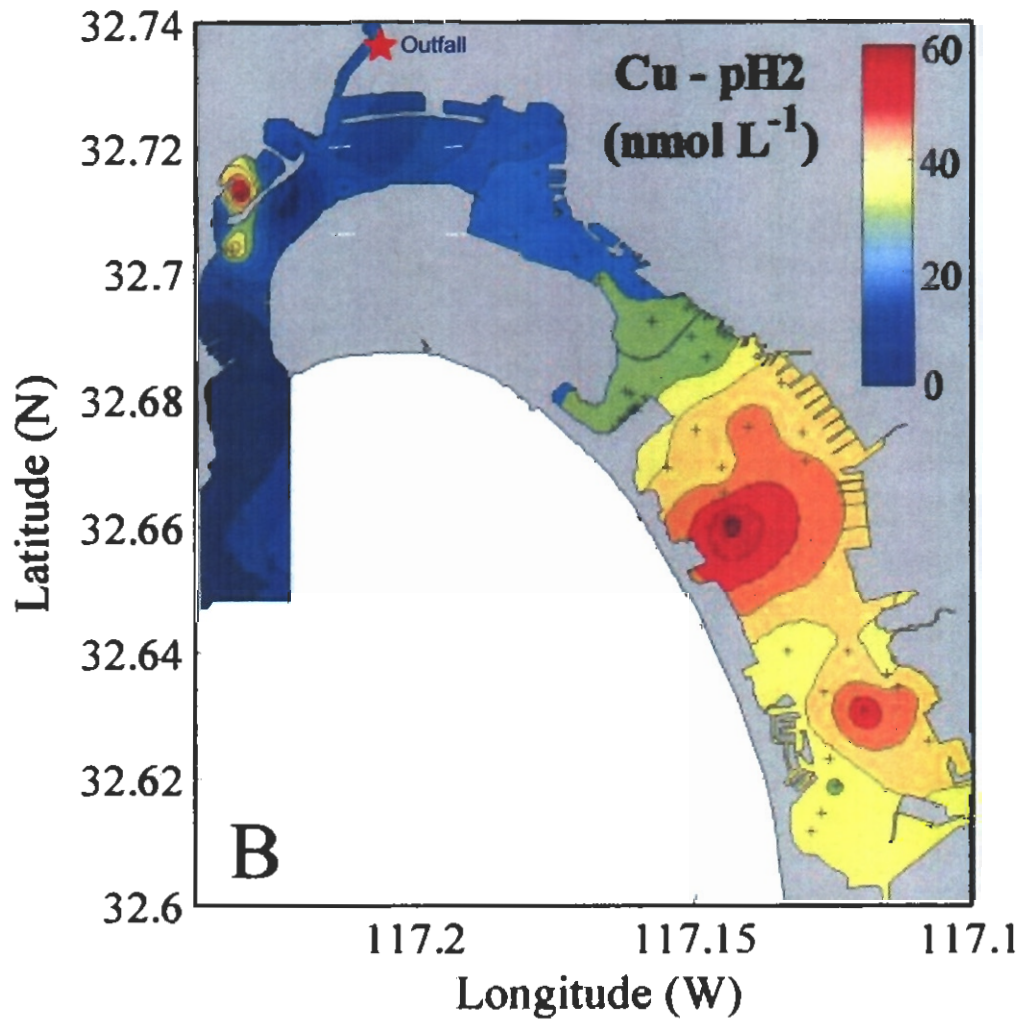 32.74
32.72
32.7
32.68
32.66
32.64
32.62
32.6
Latitude (N)
Outfall
Cu - pH2
(nmol L⁻¹)
60
40
20
0
B
117.2
117.15
117.1
Longitude (W)